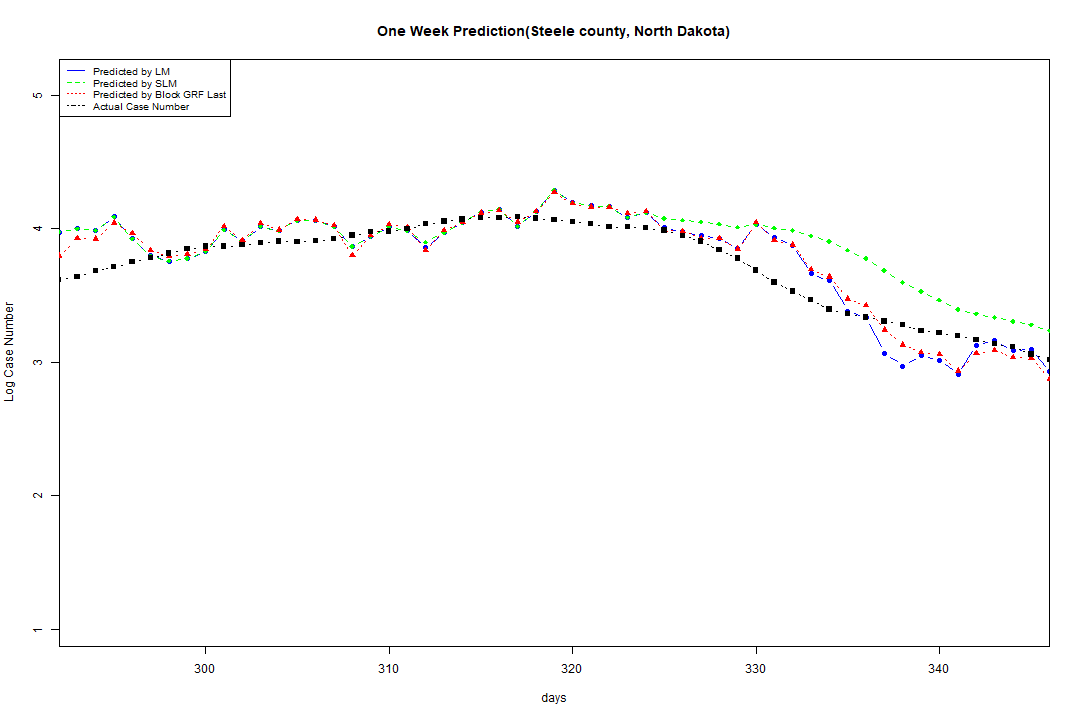 One Week Prediction(Steele county, North Dakota)
Predicted by LM
Predicted by SLM
Predicted by Block GRF Last
Actual Case Number
5
4
3
2
1
Log Case Number
300 310 320 330 340
days